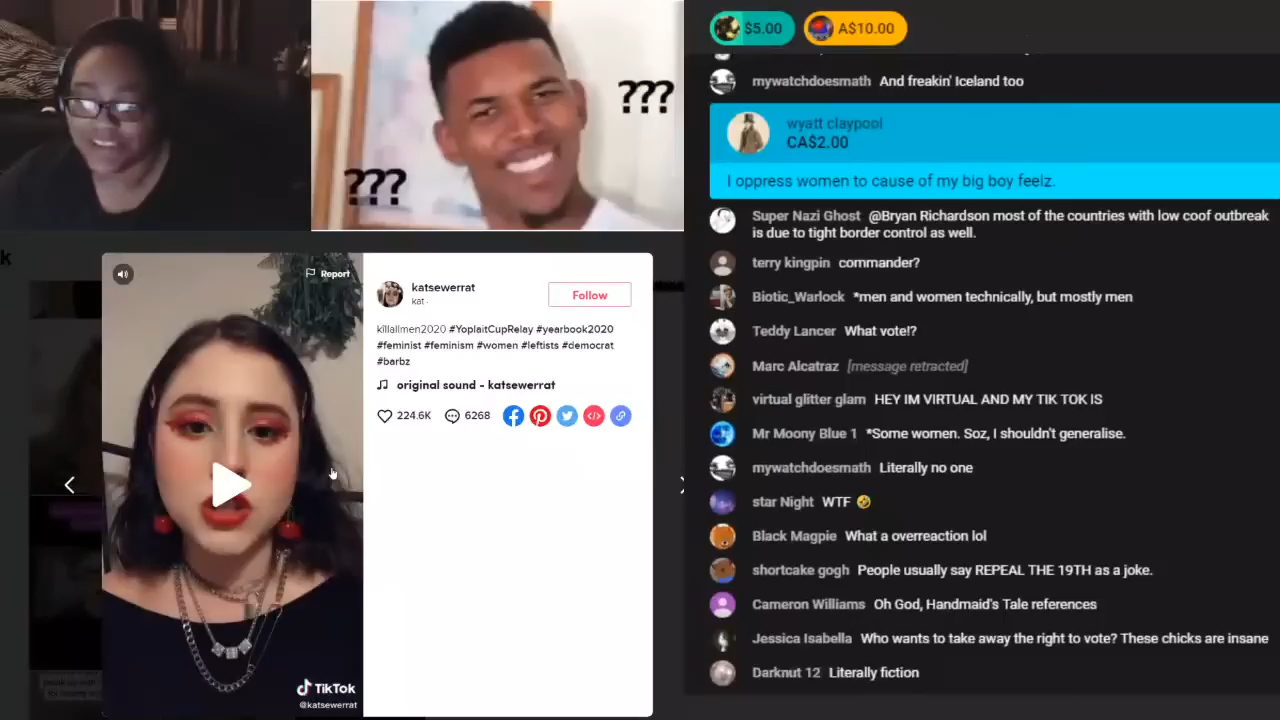 ???
???
k
Report
katsewerrat
kat ·
Follow
killallmen2020 #YoplaitCupRelay #yearbook2020
#feminist #feminism #women #leftists #democrat
#barbz
original sound - katsewerrat
224.6K
6268
TikTok
@katsewerrat
$5.00
A$10.00
mywatchdoesmath And freakin' Iceland too
wyatt claypool
CA$2.00
I oppress women to cause of my big boy feelz.
Super Nazi Ghost @Bryan Richardson most of the countries with low coof outbreak
is due to tight border control as well.
terry kingpin commander?
Biotic_Warlock *men and women technically, but mostly men
Teddy Lancer What vote!?
Marc Alcatraz [message retracted]
virtual glitter glam HEY IM VIRTUAL AND MY TIK TOK IS
Mr Moony Blue 1 *Some women. Soz, I shouldn't generalise.
mywatchdoesmath Literally no one
star Night WTF 🤣
Black Magpie What a overreaction lol
shortcake gogh People usually say REPEAL THE 19TH as a joke.
Cameron Williams Oh God, Handmaid's Tale references
Jessica Isabella Who wants to take away the right to vote? These chicks are insane
Darknut 12 Literally fiction